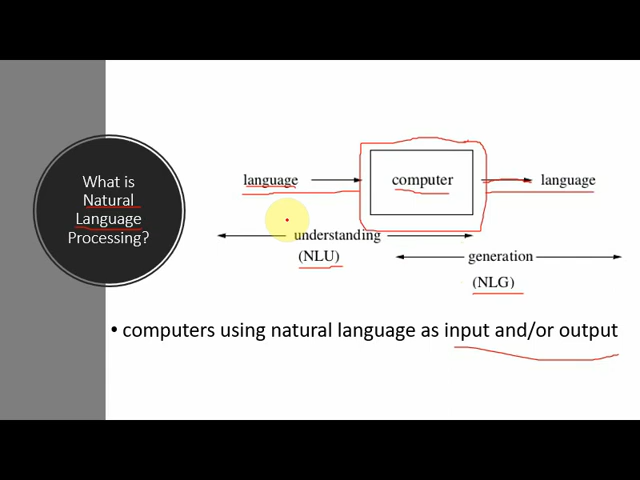 What is
Natural
Language
Processing?
language computer language
understanding
(NLU)
generation
(NLG)
• computers using natural language as input and/or output